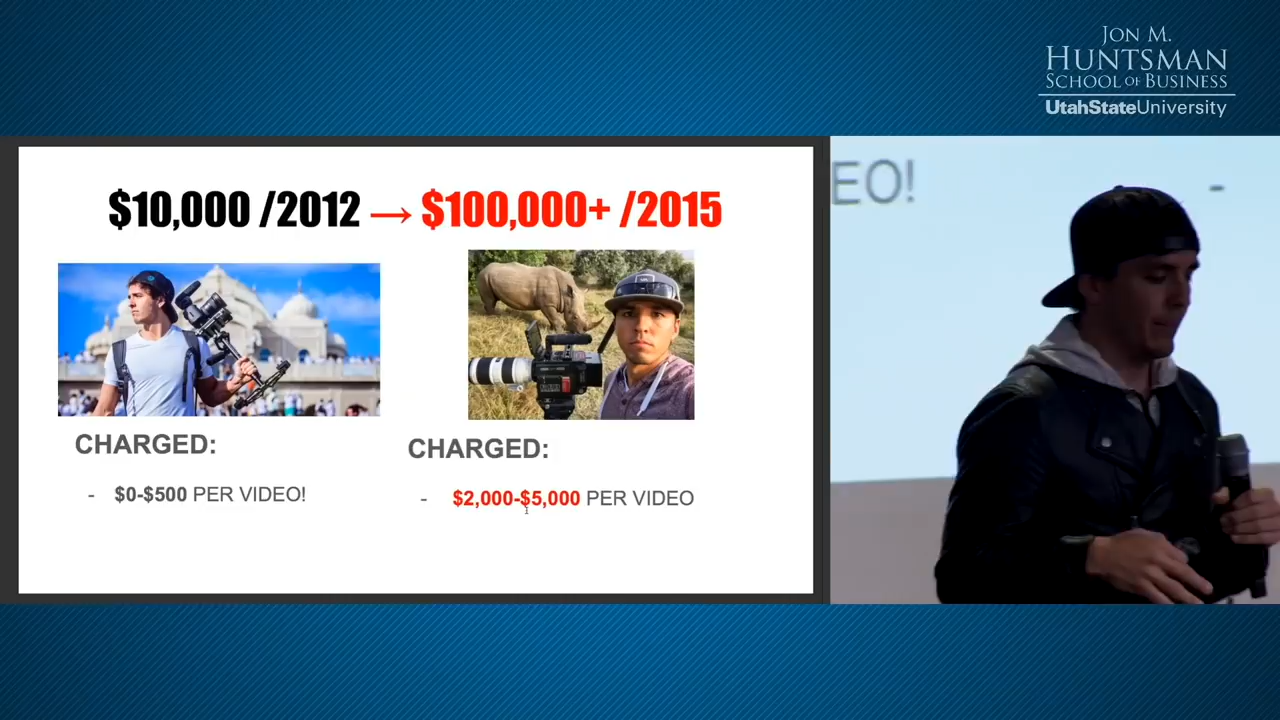 JON M.
HUNTSMAN
SCHOOL OF BUSINESS
UtahStateUniversity
EO!
-
$10,000 /2012 → $100,000+ /2015
CHARGED:
- $0-$500 PER VIDEO!
CHARGED:
- $2,000-$5,000 PER VIDEO